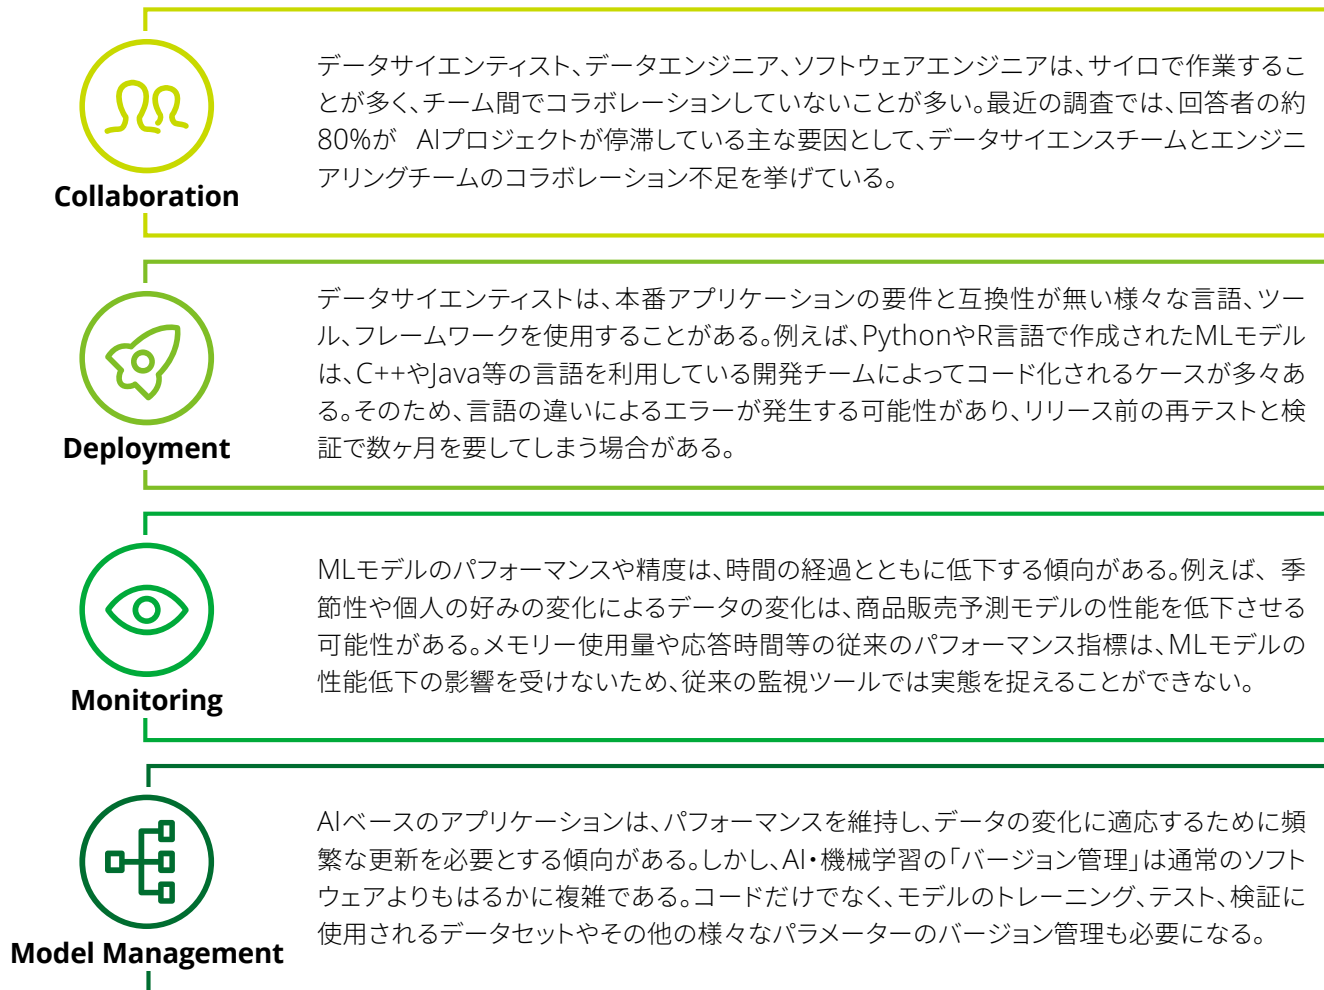 データサイエンティスト、データエンジニア、ソフトウェアエンジニアは、サイロで作業するこ
とが多く、チーム間でコラボレーションしていないことが多い。最近の調査では、回答者の約
80%が AIプロジェクトが停滞している主な要因として、データサイエンスチームとエンジニ
アリングチームのコラボレーション不足を挙げている。
Collaboration
データサイエンティストは、本番アプリケーションの要件と互換性が無い様々な言語、ツー
ル、フレームワークを使用することがある。例えば、PythonやR言語で作成されたMLモデル
は、C++やJava等の言語を利用している開発チームによってコード化されるケースが多々あ
る。そのため、言語の違いによるエラーが発生する可能性があり、リリース前の再テストと検
証で数ヶ月を要してしまう場合がある。
Deployment
MLモデルのパフォーマンスや精度は、時間の経過とともに低下する傾向がある。例えば、季
節性や個人の好みの変化によるデータの変化は、商品販売予測モデルの性能を低下させる
可能性がある。メモリー使用量や応答時間等の従来のパフォーマンス指標は、MLモデルの
性能低下の影響を受けないため、従来の監視ツールでは実態を捉えることができない。
Monitoring
AIベースのアプリケーションは、パフォーマンスを維持し、データの変化に適応するために頻
繁な更新を必要とする傾向がある。しかし、AI・機械学習の「バージョン管理」は通常のソフト
ウェアよりもはるかに複雑である。コードだけでなく、モデルのトレーニング、テスト、検証に
使用されるデータセットやその他の様々なパラメーターのバージョン管理も必要になる。
Model Management